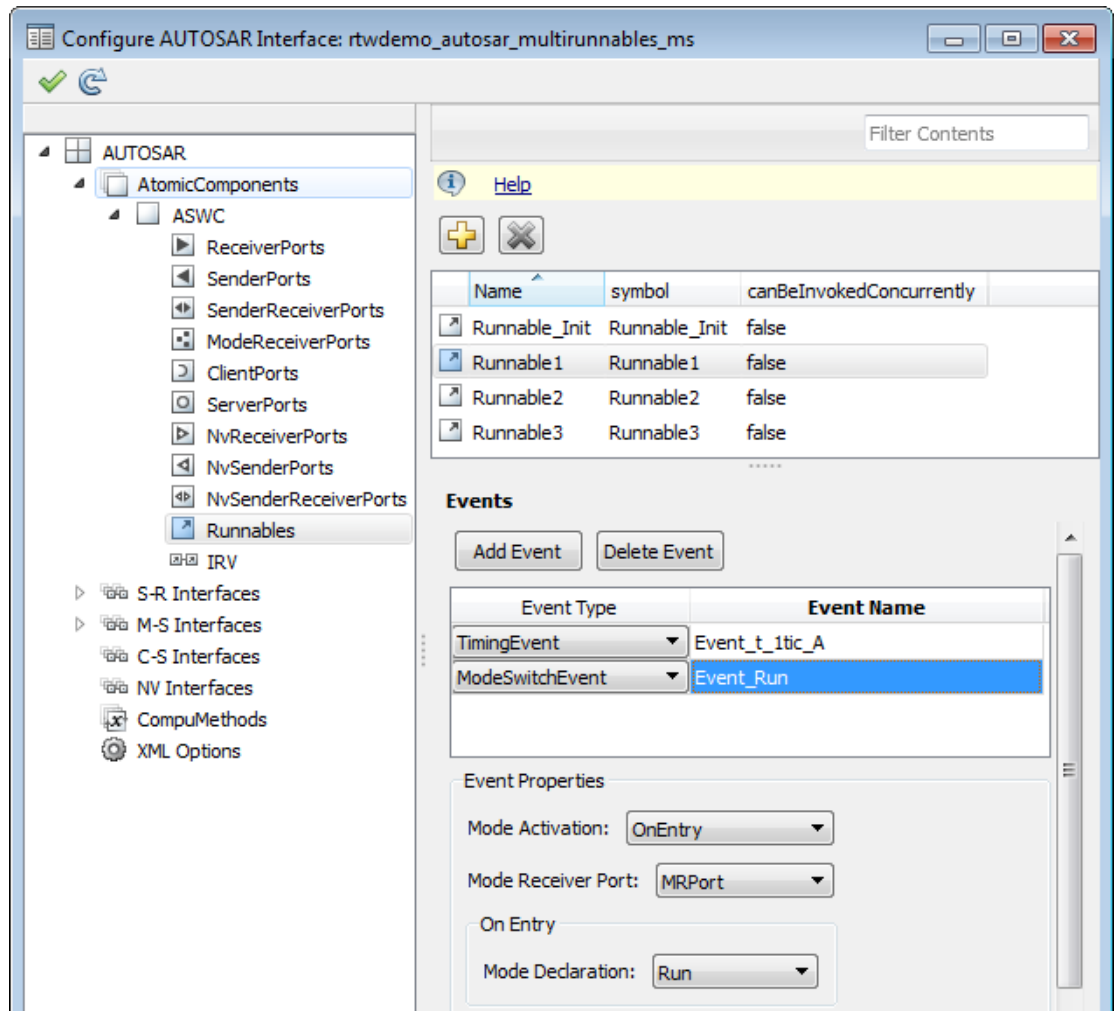 Configure AUTOSAR Interface: rtwdemo_autosar_multirunnables_ms
Filter Contents
AUTOSAR
AtomicComponents
ASWC
ReceiverPorts
SenderPorts
SenderReceiverPorts
ModeReceiverPorts
ClientPorts
ServerPorts
NvReceiverPorts
NvSenderPorts
NvSenderReceiverPorts
Runnables
IRV
S-R Interfaces
M-S Interfaces
C-S Interfaces
NV Interfaces
CompuMethods
XML Options
Help
Name symbol canBeInvokedConcurrently
Runnable_Init Runnable_Init false
Runnable1 Runnable1 false
Runnable2 Runnable2 false
Runnable3 Runnable3 false
Events
Add Event Delete Event
Event Type Event Name
TimingEvent Event_t_1tic_A
ModeSwitchEvent Event_Run
Event Properties
Mode Activation: OnEntry
Mode Receiver Port: MRPort
On Entry
Mode Declaration: Run